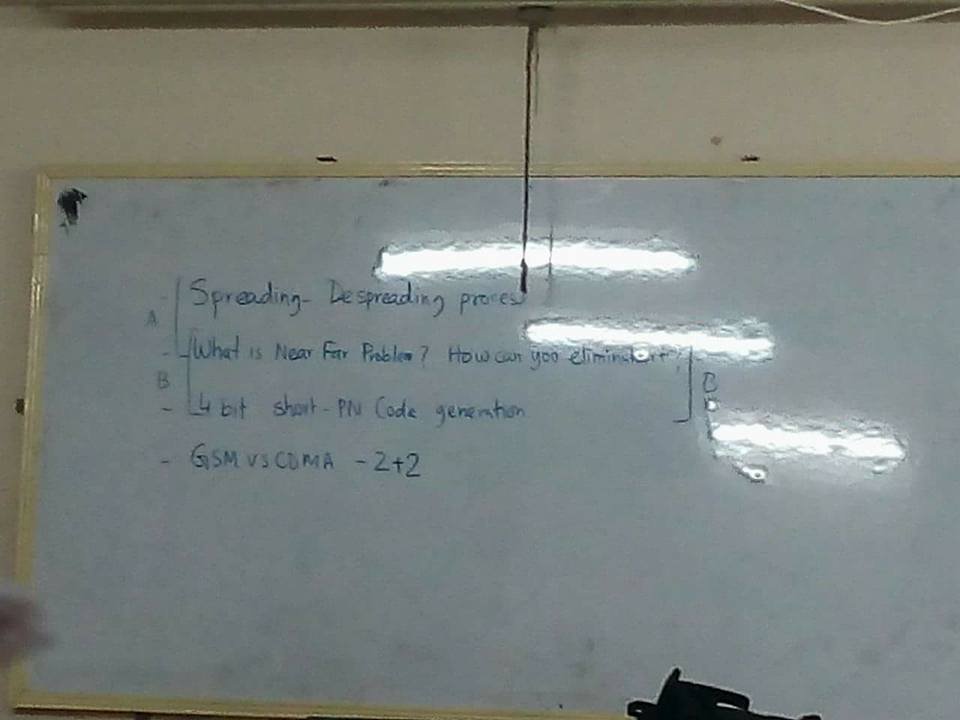 A - Spreading - Despreading proces
- What is Near Far Problem? How can you eliminate it?
B - 4 bit short - PN Code generation B
- GSM vs CDMA - 2+2